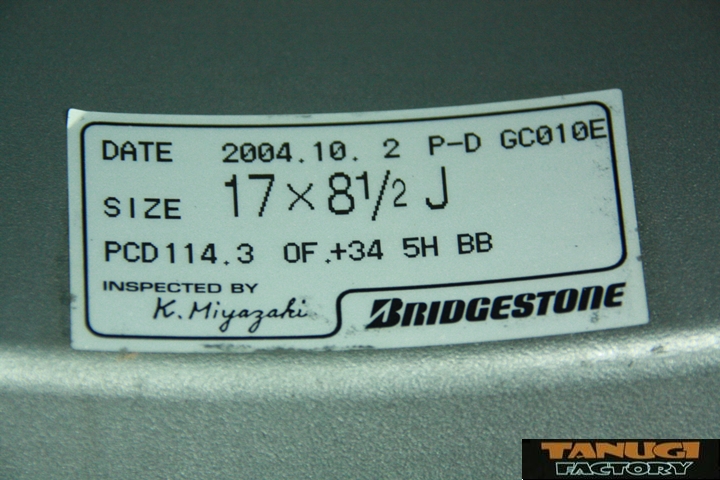 DATE 2004.10. 2 P-D GC010E
SIZE 17×8½ J
PCD114.3 OF.+34 5H BB
INSPECTED BY
K. Miyazaki
BRIDGESTONE
TANUGI
FACTORY